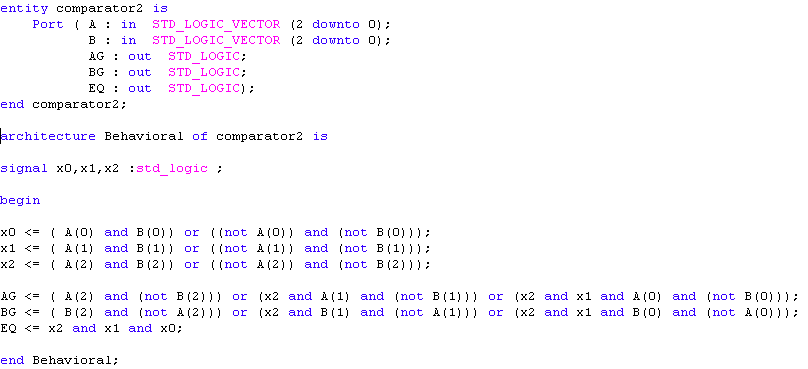 entity comparator2 is
Port ( A : in STD_LOGIC_VECTOR (2 downto 0);
B : in STD_LOGIC_VECTOR (2 downto 0);
AG : out STD_LOGIC;
BG : out STD_LOGIC;
EQ : out STD_LOGIC);
end comparator2;
architecture Behavioral of comparator2 is
signal x0,x1,x2 :std_logic ;
begin
x0 <= ( A(0) and B(0)) or ((not A(0)) and (not B(0)));
x1 <= ( A(1) and B(1)) or ((not A(1)) and (not B(1)));
x2 <= ( A(2) and B(2)) or ((not A(2)) and (not B(2)));
AG <= ( A(2) and (not B(2))) or (x2 and A(1) and (not B(1))) or (x2 and x1 and A(0) and (not B(0)));
BG <= ( B(2) and (not A(2))) or (x2 and B(1) and (not A(1))) or (x2 and x1 and B(0) and (not A(0)));
EQ <= x2 and x1 and x0;
end Behavioral;